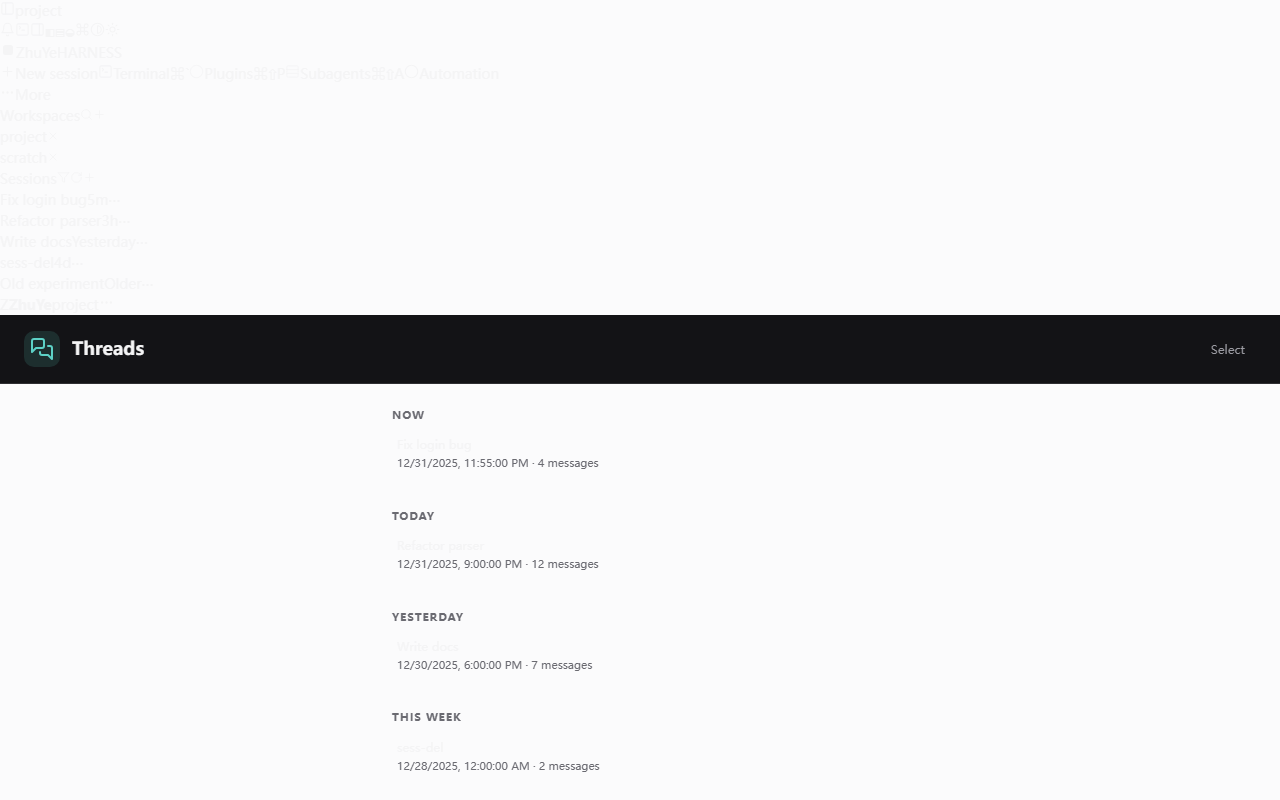 project
ZhuYeHARNESS
New session Terminal Plugins Subagents Automation
More
Workspaces
project
scratch
Sessions
Fix login bug5m
Refactor parser3h
Write docsYesterday
sess-del4d
Old experimentOlder
ZhuYeproject
Threads
Select
NOW
Fix login bug
12/31/2025, 11:55:00 PM · 4 messages
TODAY
Refactor parser
12/31/2025, 9:00:00 PM · 12 messages
YESTERDAY
Write docs
12/30/2025, 6:00:00 PM · 7 messages
THIS WEEK
sess-del
12/28/2025, 12:00:00 AM · 2 messages